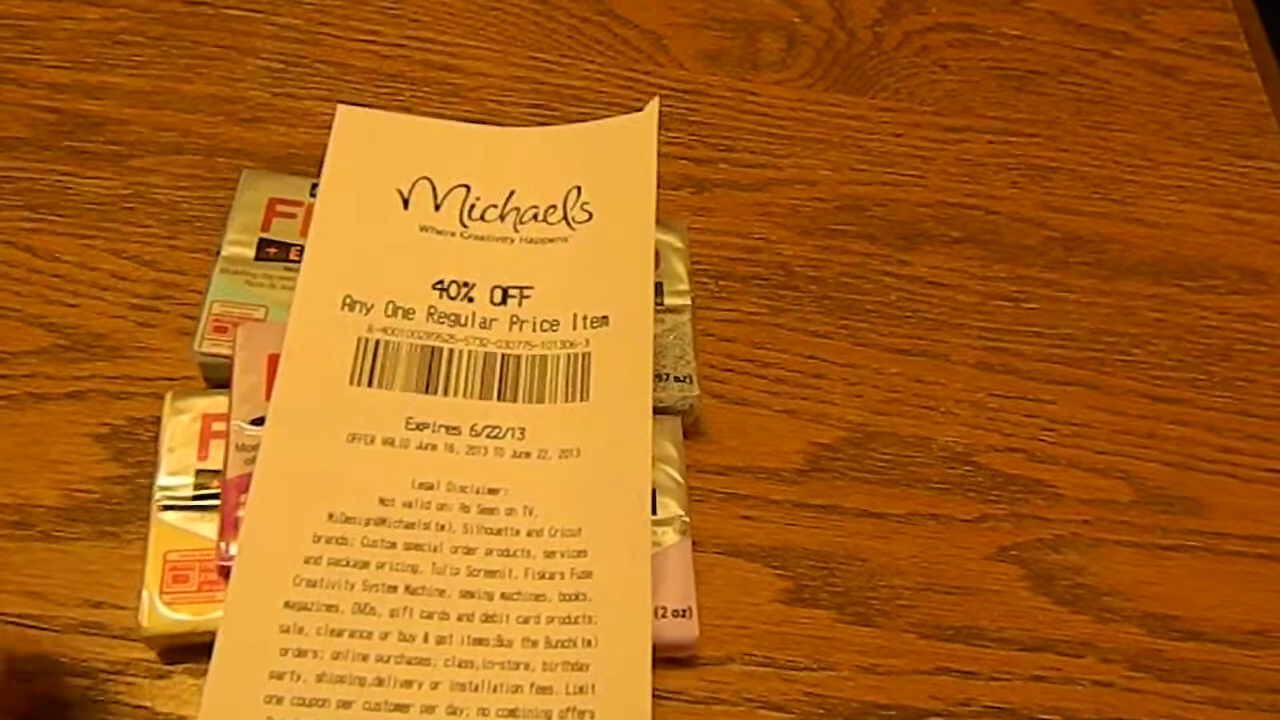 Michaels
Where Creativity Happens
40% OFF
Any One Regular Price Item
Expires 6/22/13
OFFER VALID June 16, 2013 TO June 22, 2013
Legal Disclaimer:
Not valid on: As Seen on TV,
MiDesign@Michaels(tm), Silhouette and Cricut
brands; Custom special order products, services
and package pricing, Tulip Screenit, Fiskars Fuse
Creativity System Machine, sewing machines, books,
magazines, DVDs, gift cards and debit card products;
sale, clearance or buy & get items;Buy the Bunch(tm)
orders; online purchases; class,in-store, birthday
party, shipping,delivery or installation fees. Limit
one coupon per customer per day; no combining offers
FI
+ E
F
97 oz)
(2 oz)